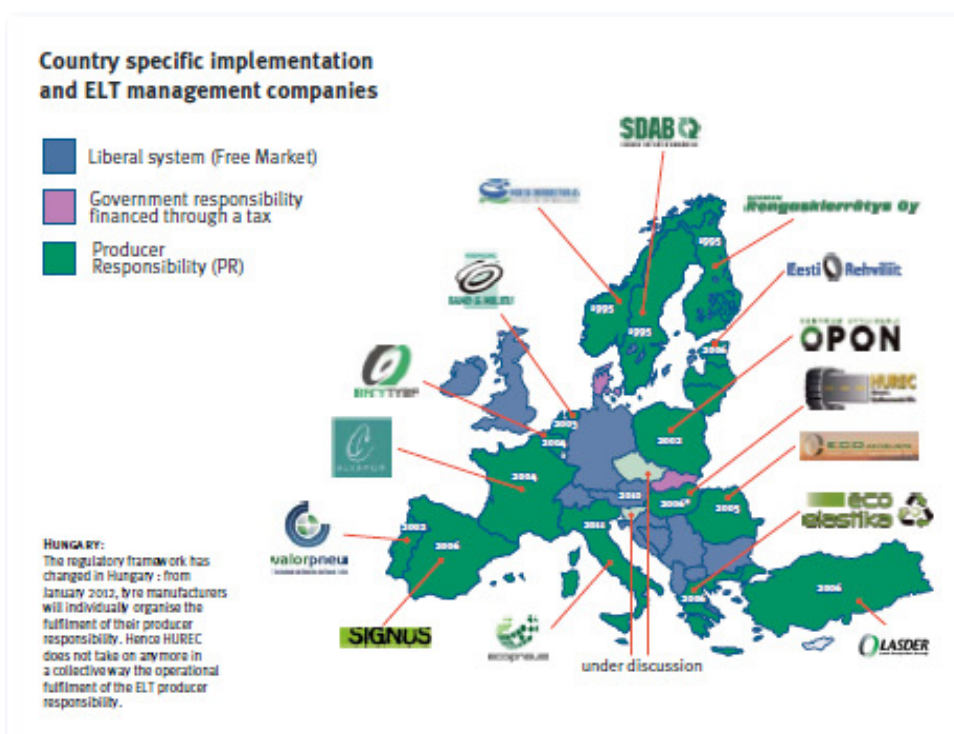 Country specific implementation
and ELT management companies
Liberal system (Free Market)
Government responsibility
financed through a tax
Producer
Responsibility (PR)
SDAB
Rengaskierrätys Oy
1995
Eesti Rehviliit
1995
1995
2006
OPON
HUREC
2003
2004
2002
ECO
2004
2010
2006*
eco
elastika
2005
2002
2011
valorpneu
2006
2006
2006
HUNGARY:
The regulatory framework has
changed in Hungary : from
January 2012, tyre manufacturers
will individually organise the
fulfilment of their producer
responsibility. Hence HUREC
does not take on anymore in
a collective way the operational
fulfilment of the ELT producer
responsibility.
SIGNUS
ecopneus
LASDER
under discussion